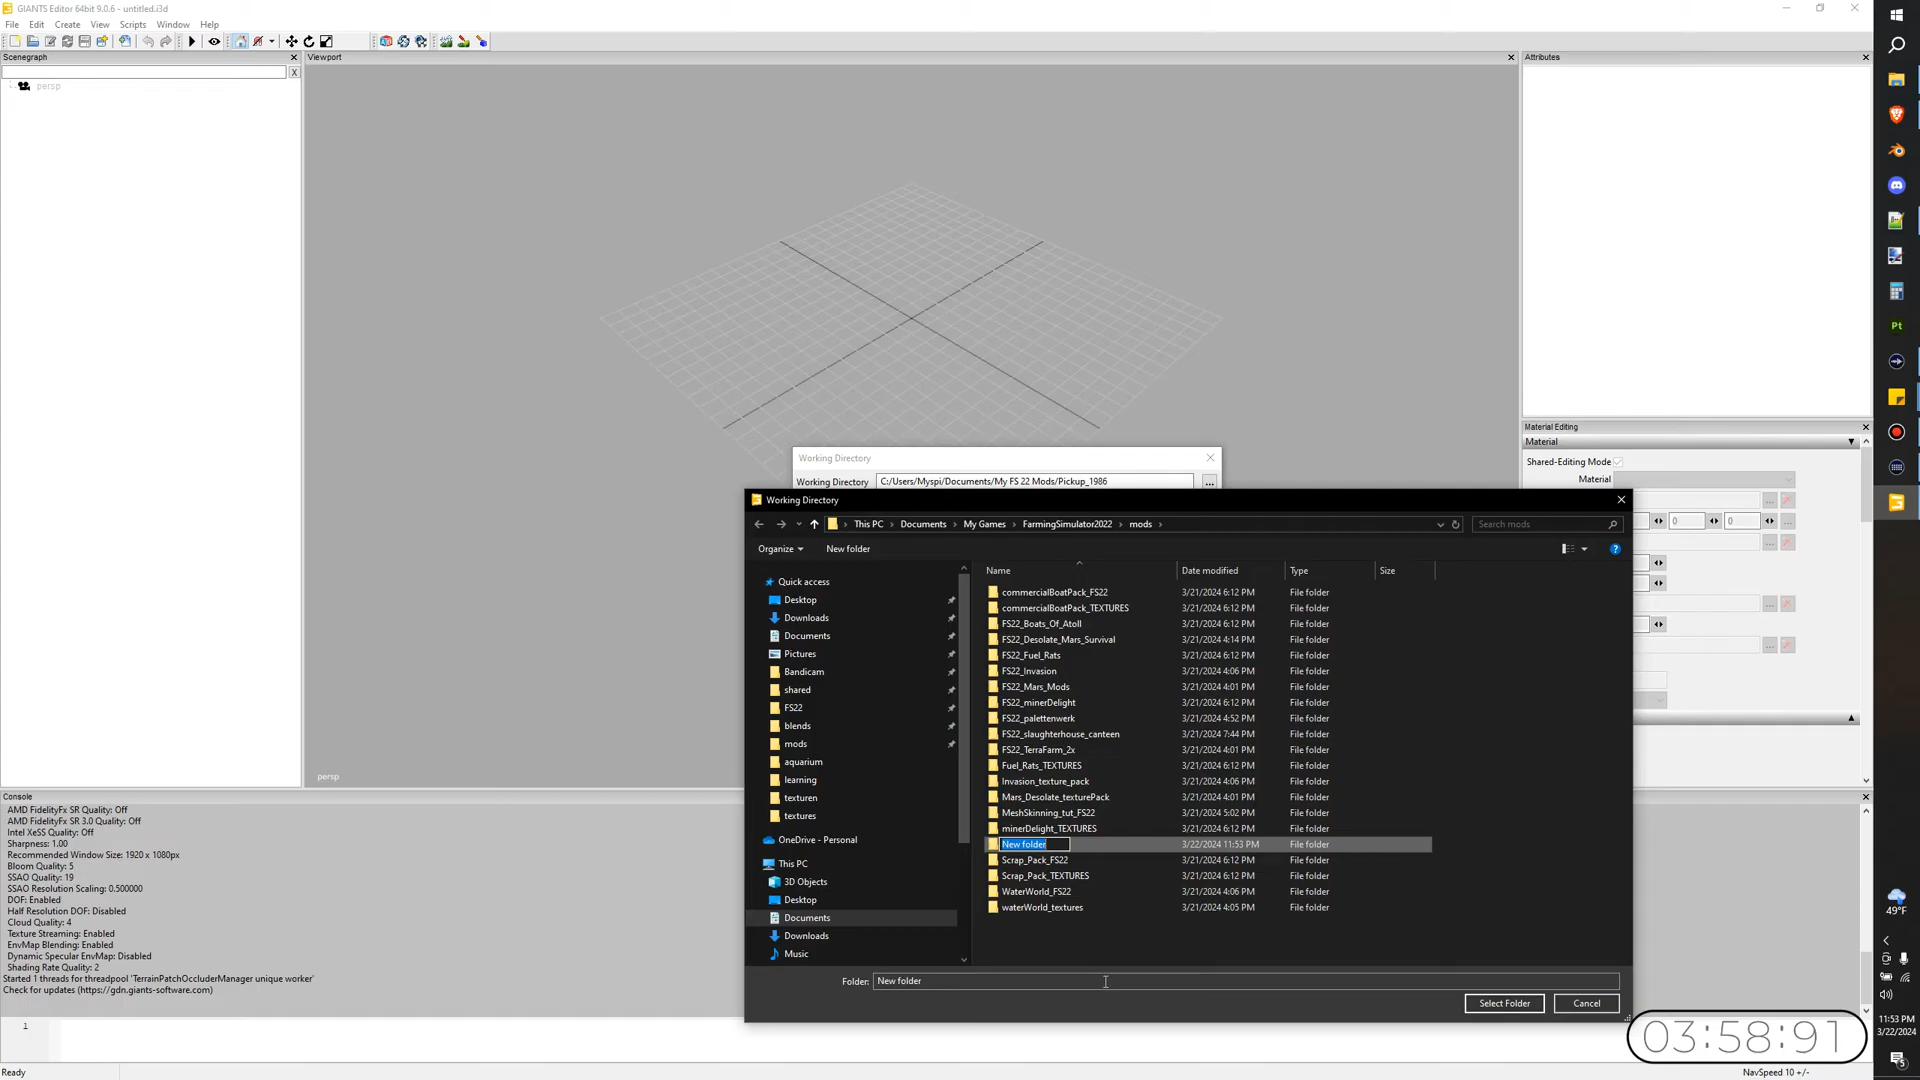 GIANTS Editor 64bit 9.0.6 - untitled.i3d
File Edit Create View Scripts Window Help
Scenegraph
Viewport
Attributes
X
persp
persp
Material Editing
Material
Shared-Editing Mode
Material
0 0
Working Directory
Working Directory C:/Users/Myspi/Documents/My FS 22 Mods/Pickup_1986 ...
Working Directory
This PC > Documents > My Games > FarmingSimulator2022 > mods >
Search mods
Organize New folder
Name Date modified Type Size
Quick access
Desktop
Downloads
Documents
Pictures
Bandicam
shared
FS22
blends
mods
aquarium
learning
texturen
textures
OneDrive - Personal
This PC
3D Objects
Desktop
Documents
Downloads
Music
commercialBoatPack_FS22 3/21/2024 6:12 PM File folder
commercialBoatPack_TEXTURES 3/21/2024 6:12 PM File folder
FS22_Boats_Of_Atoll 3/21/2024 6:12 PM File folder
FS22_Desolate_Mars_Survival 3/21/2024 4:14 PM File folder
FS22_Fuel_Rats 3/21/2024 6:12 PM File folder
FS22_Invasion 3/21/2024 4:06 PM File folder
FS22_Mars_Mods 3/21/2024 4:01 PM File folder
FS22_minerDelight 3/21/2024 6:12 PM File folder
FS22_palettenwerk 3/21/2024 4:52 PM File folder
FS22_slaughterhouse_canteen 3/21/2024 7:44 PM File folder
FS22_TerraFarm_2x 3/21/2024 4:01 PM File folder
Fuel_Rats_TEXTURES 3/21/2024 6:12 PM File folder
Invasion_texture_pack 3/21/2024 4:06 PM File folder
Mars_Desolate_texturePack 3/21/2024 4:01 PM File folder
MeshSkinning_tut_FS22 3/21/2024 5:02 PM File folder
minerDelight_TEXTURES 3/21/2024 6:12 PM File folder
New folder 3/22/2024 11:53 PM File folder
Scrap_Pack_FS22 3/21/2024 6:12 PM File folder
Scrap_Pack_TEXTURES 3/21/2024 6:12 PM File folder
WaterWorld_FS22 3/21/2024 4:06 PM File folder
waterWorld_textures 3/21/2024 4:05 PM File folder
Folder: New folder
Select Folder Cancel
Console
AMD FidelityFx SR Quality: Off
AMD FidelityFx SR 3.0 Quality: Off
Intel XeSS Quality: Off
Sharpness: 1.00
Recommended Window Size: 1920 x 1080px
Bloom Quality: 5
SSAO Quality: 19
SSAO Resolution Scaling: 0.500000
DOF: Enabled
Half Resolution DOF: Disabled
Cloud Quality: 4
Texture Streaming: Enabled
EnvMap Blending: Enabled
Dynamic Specular EnvMap: Disabled
Shading Rate Quality: 2
Started 1 threads for threadpool 'TerrainPatchOccluderManager unique worker'
Check for updates (https://gdn.giants-software.com)
1
Ready
NavSpeed 10 +/-
03:58:91
Pt
49°F
11:53 PM
3/22/2024
5